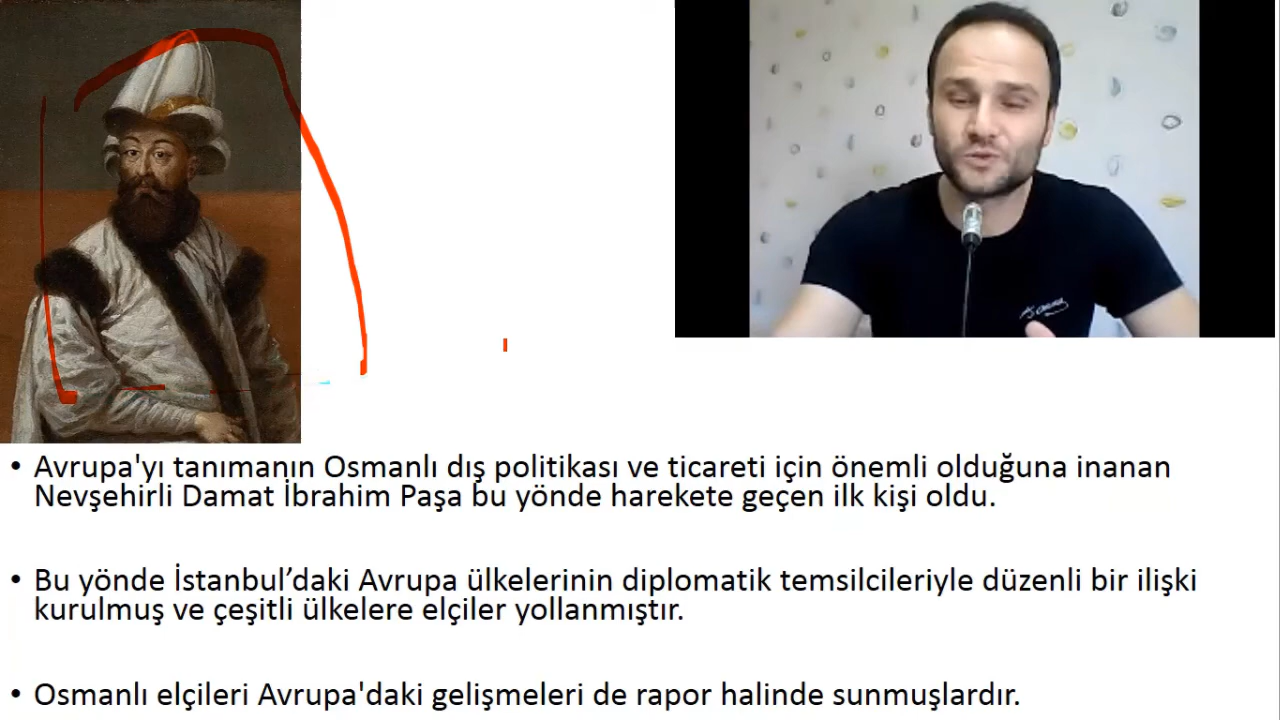 • Avrupa'yı tanımanın Osmanlı dış politikası ve ticareti için önemli olduğuna inanan
Nevşehirli Damat İbrahim Paşa bu yönde harekete geçen ilk kişi oldu.
• Bu yönde İstanbul’daki Avrupa ülkelerinin diplomatik temsilcileriyle düzenli bir ilişki
kurulmuş ve çeşitli ülkelere elçiler yollanmıştır.
• Osmanlı elçileri Avrupa'daki gelişmeleri de rapor halinde sunmuşlardır.